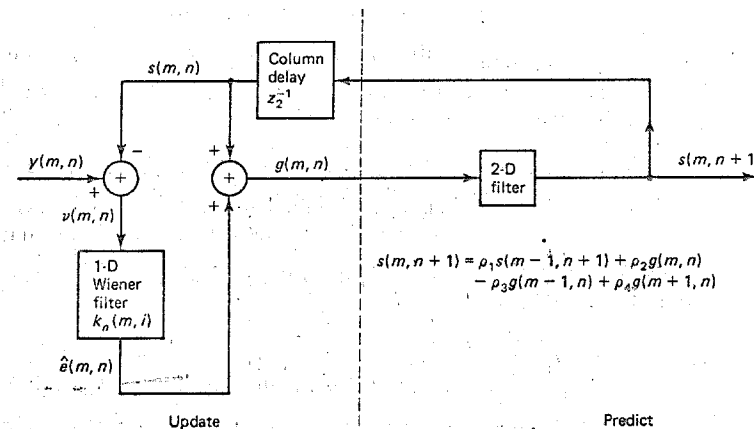 Column
delay
z₂⁻¹
s(m, n)
−
+
y(m, n)
+
+
+
g(m, n)
2-D
filter
s(m, n + 1
+
ν(m, n)
1-D
Wiener
filter
kₙ(m, i)
s(m, n + 1) = ρ₁s(m − 1, n + 1) + ρ₂g(m, n)
− ρ₃g(m − 1, n) + ρ₄g(m + 1, n)
ê(m, n)
Update
Predict